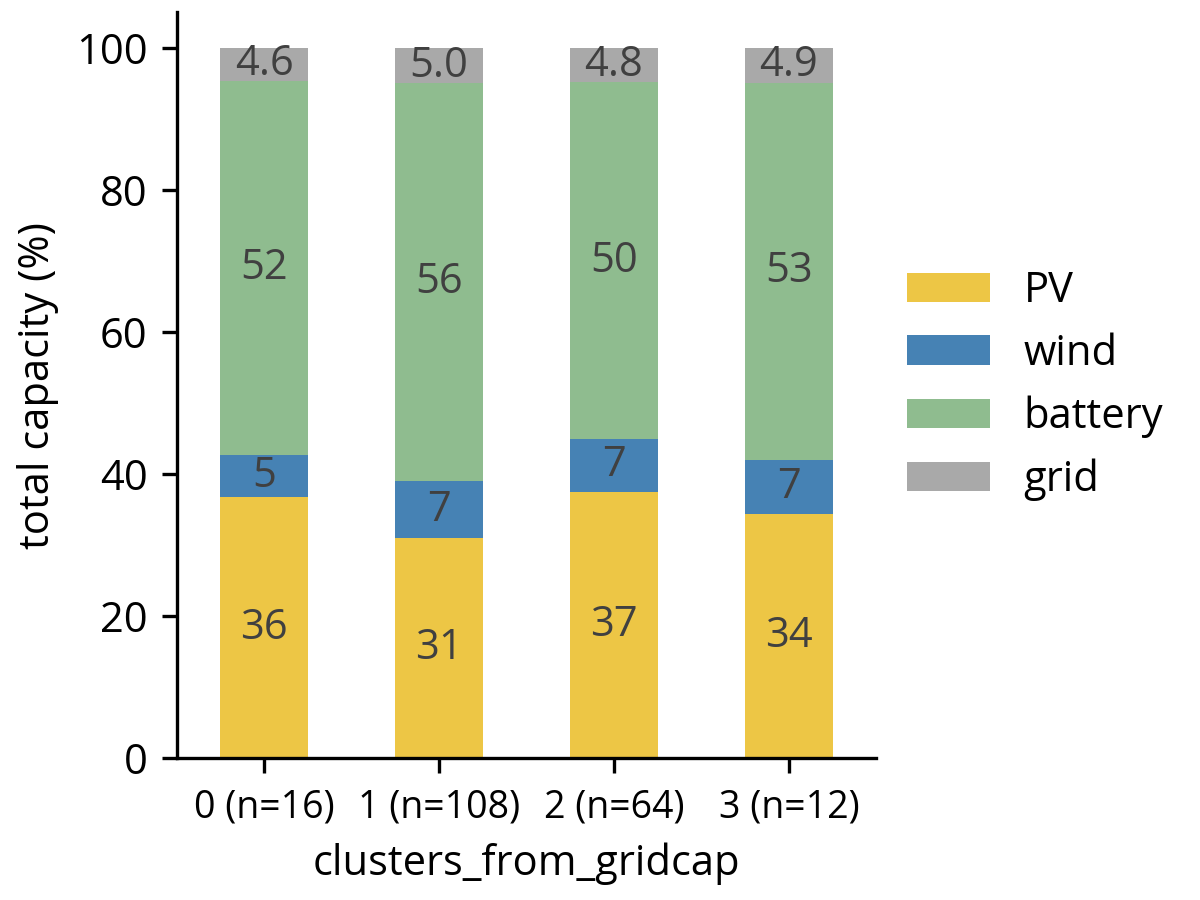 total capacity (%)
100
80
60
40
20
0
4.6
5.0
4.8
4.9
52
56
50
53
5
7
7
7
36
31
37
34
0 (n=16)
1 (n=108)
2 (n=64)
3 (n=12)
clusters_from_gridcap
PV
wind
battery
grid